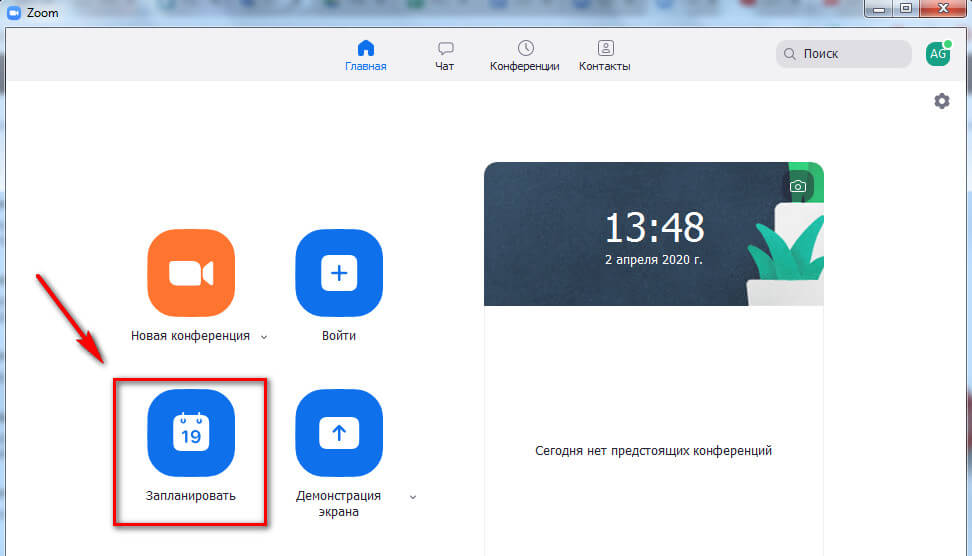 Zoom
Главная
Чат
Конференции
Контакты
Поиск
AG
13:48
2 апреля 2020 г.
Новая конференция
Войти
19
Запланировать
Демонстрация
экрана
Сегодня нет предстоящих конференций